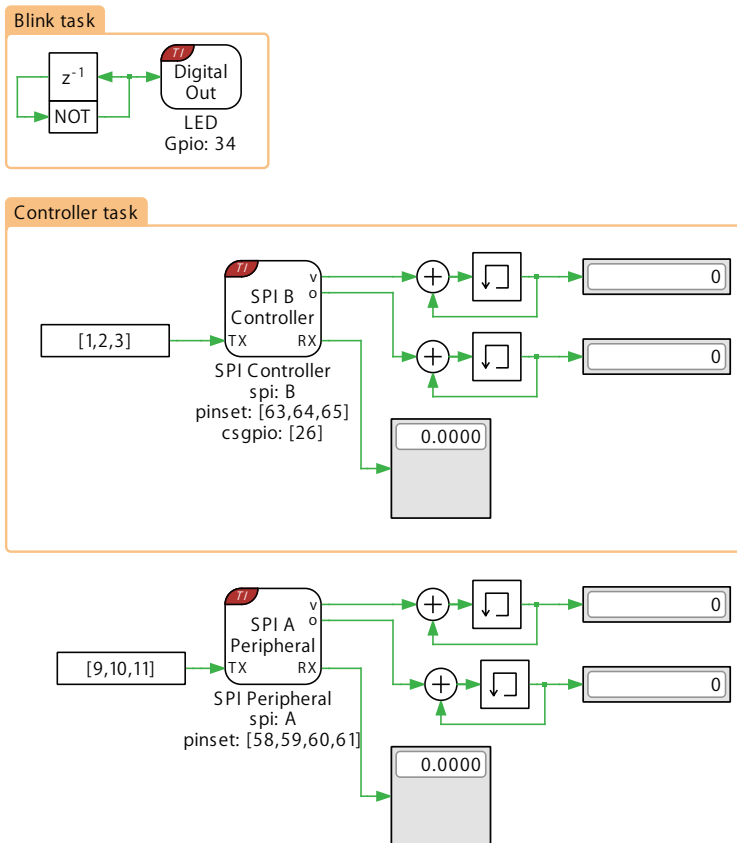 Blink task
z-1
NOT
TI
Digital
Out
LED
Gpio: 34
Controller task
[1,2,3]
TI
SPI B
Controller
v
o
TX
RX
SPI Controller
spi: B
pinset: [63,64,65]
csgpio: [26]
0
0
0.0000
[9,10,11]
TI
SPI A
Peripheral
v
o
TX
RX
SPI Peripheral
spi: A
pinset: [58,59,60,61]
0
0
0.0000